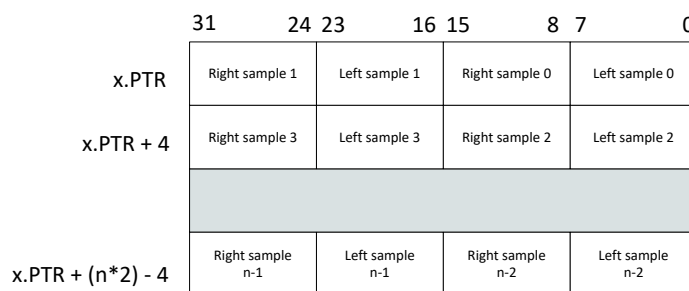 31 24 23 16 15 8 7 0
x.PTR Right sample 1 Left sample 1 Right sample 0 Left sample 0
x.PTR + 4 Right sample 3 Left sample 3 Right sample 2 Left sample 2
x.PTR + (n*2) - 4 Right sample Left sample Right sample Left sample
n-1 n-1 n-2 n-2